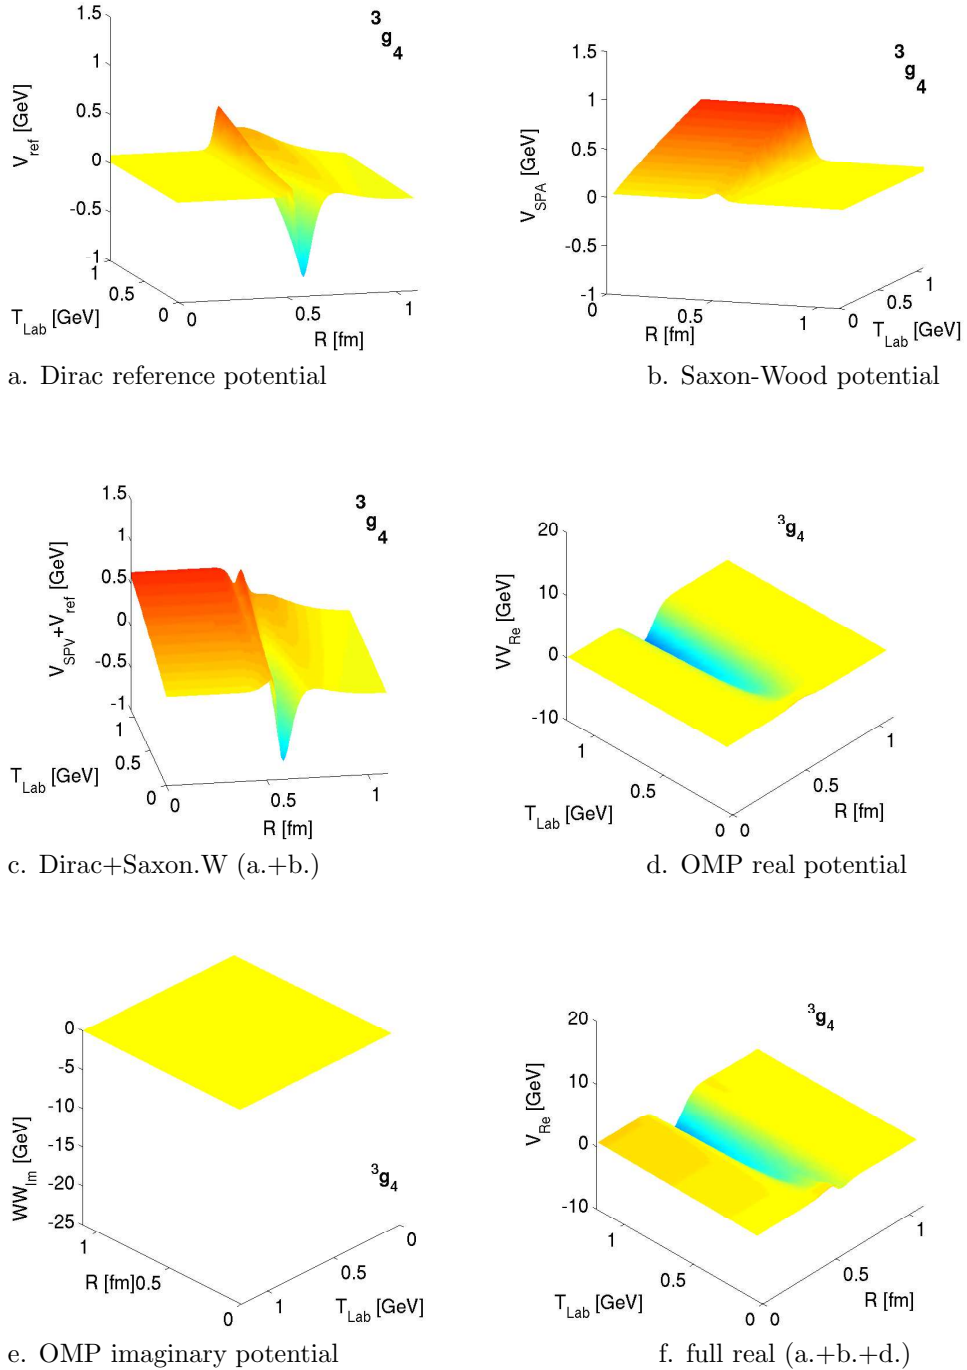 1.5
1
0.5
0
-0.5
-1
V_ref [GeV]
3
g
4
1
0.5
0
T_Lab [GeV]
0
0.5
1
R [fm]
a. Dirac reference potential
1.5
1
0.5
0
-0.5
-1
V_SPA [GeV]
3
g
4
0
0.5
1
R [fm]
0
0.5
1
T_Lab [GeV]
b. Saxon-Wood potential
1.5
1
0.5
0
-0.5
-1
V_SPV+V_ref [GeV]
3
g
4
1
0.5
0
T_Lab [GeV]
0
0.5
1
R [fm]
c. Dirac+Saxon.W (a.+b.)
20
10
0
-10
VV_Re [GeV]
3g4
1
0.5
0
T_Lab [GeV]
0
0.5
1
R [fm]
d. OMP real potential
0
-5
-10
-15
-20
-25
WW_Im [GeV]
3g4
1
R [fm]0.5
0
0
0.5
1
T_Lab [GeV]
e. OMP imaginary potential
20
10
0
-10
V_Re [GeV]
3g4
1
0.5
0
T_Lab [GeV]
0
0.5
1
R [fm]
f. full real (a.+b.+d.)